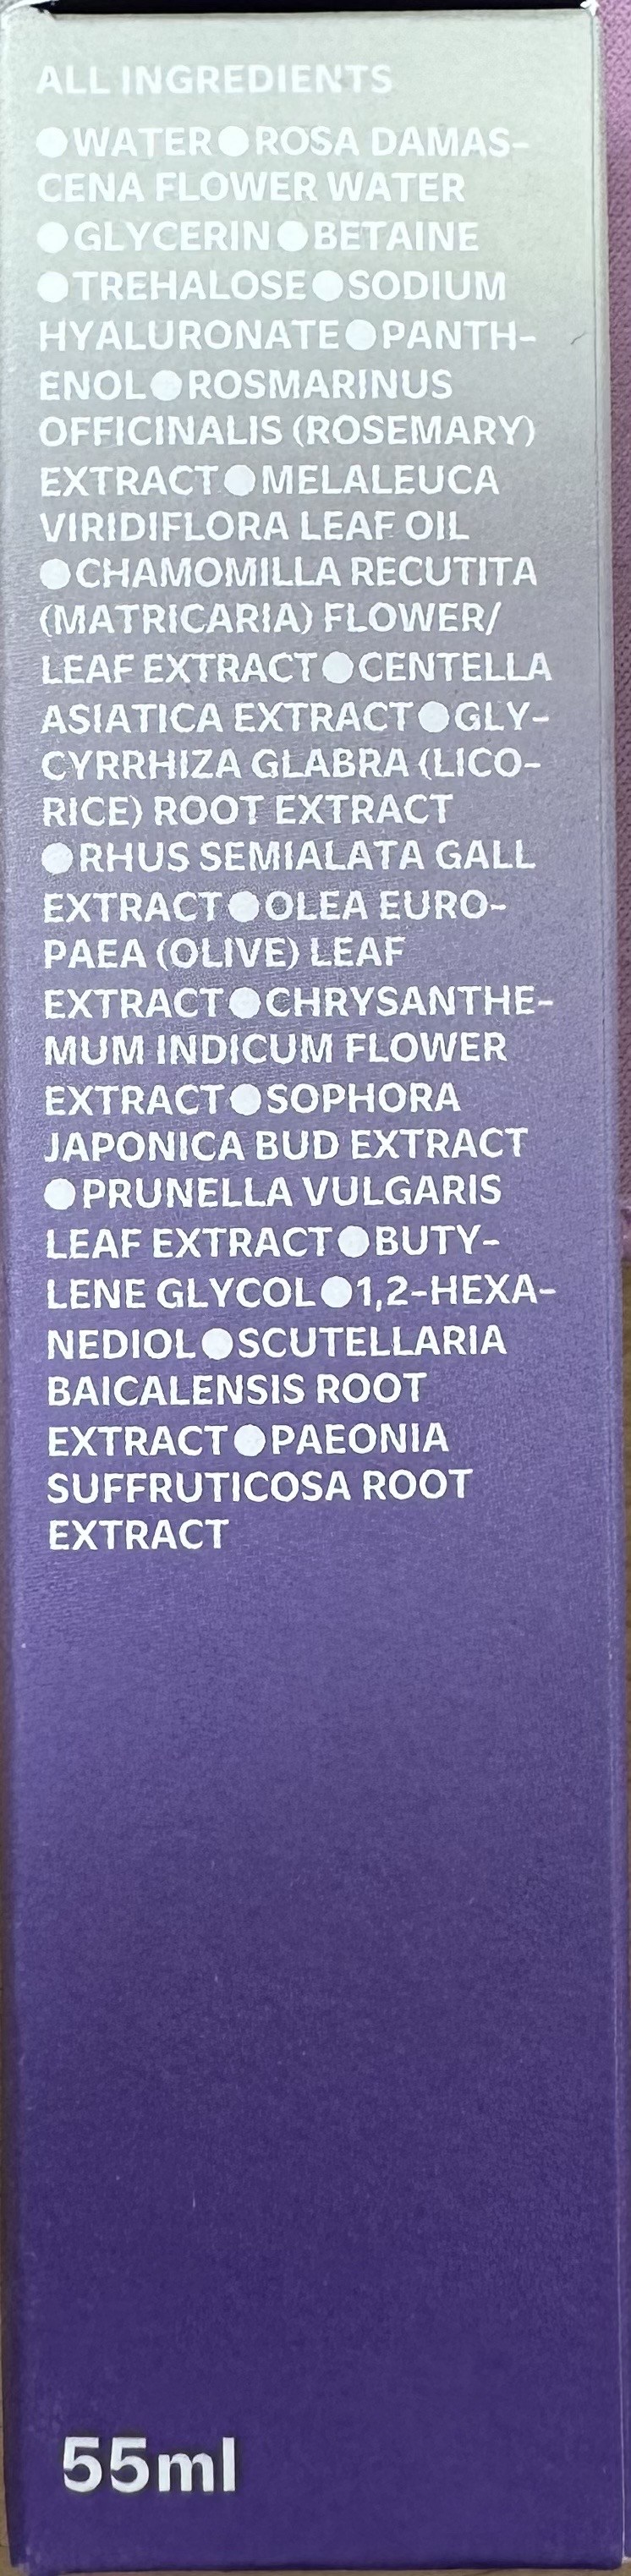 ALL INGREDIENTS
●WATER●ROSA DAMAS-
CENA FLOWER WATER
●GLYCERIN●BETAINE
●TREHALOSE●SODIUM
HYALURONATE●PANTH-
ENOL●ROSMARINUS
OFFICINALIS (ROSEMARY)
EXTRACT●MELALEUCA
VIRIDIFLORA LEAF OIL
●CHAMOMILLA RECUTITA
(MATRICARIA) FLOWER/
LEAF EXTRACT●CENTELLA
ASIATICA EXTRACT●GLY-
CYRRHIZA GLABRA (LICO-
RICE) ROOT EXTRACT
●RHUS SEMIALATA GALL
EXTRACT●OLEA EURO-
PAEA (OLIVE) LEAF
EXTRACT●CHRYSANTHE-
MUM INDICUM FLOWER
EXTRACT●SOPHORA
JAPONICA BUD EXTRACT
●PRUNELLA VULGARIS
LEAF EXTRACT●BUTY-
LENE GLYCOL●1,2-HEXA-
NEDIOL●SCUTELLARIA
BAICALENSIS ROOT
EXTRACT●PAEONIA
SUFFRUTICOSA ROOT
EXTRACT
55ml